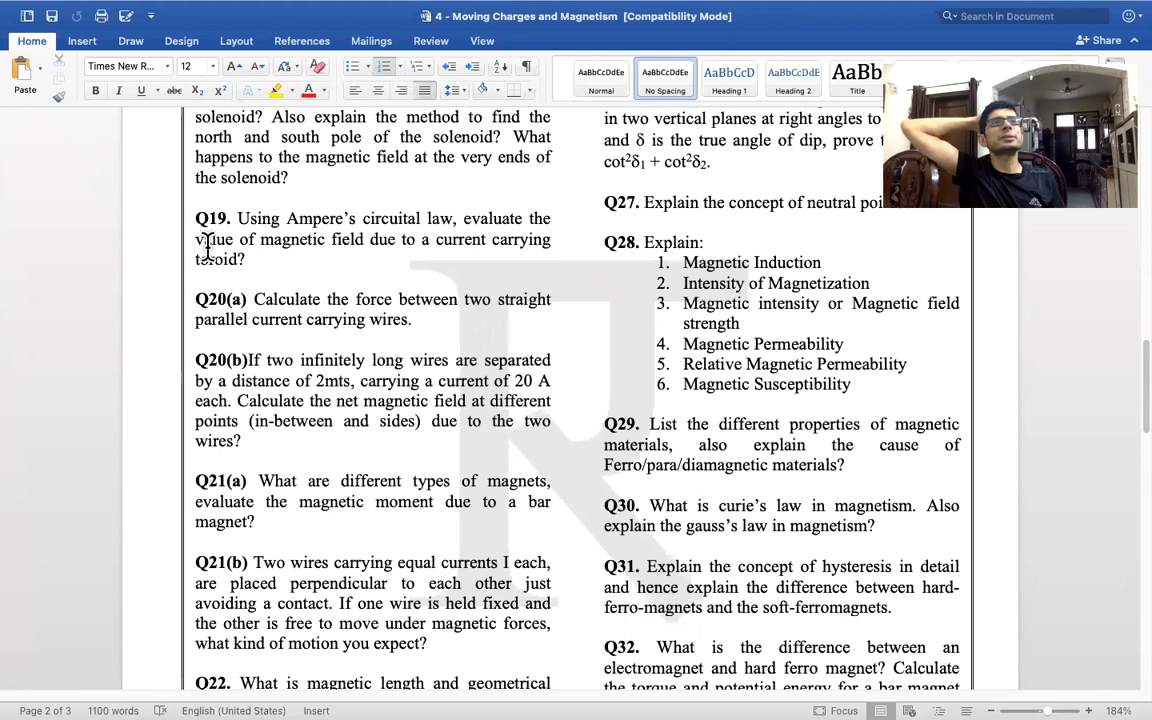 4 - Moving Charges and Magnetism [Compatibility Mode]
Search in Document
Home Insert Draw Design Layout References Mailings Review View
Share
Paste
Times New R... 12
AaBbCcDdEe AaBbCcDdEe AaBbCcD AaBbCcDdE AaBb
Normal No Spacing Heading 1 Heading 2 Title
solenoid? Also explain the method to find the
north and south pole of the solenoid? What
happens to the magnetic field at the very ends of
the solenoid?
Q19. Using Ampere's circuital law, evaluate the
value of magnetic field due to a current carrying
toroid?
Q20(a) Calculate the force between two straight
parallel current carrying wires.
Q20(b)If two infinitely long wires are separated
by a distance of 2mts, carrying a current of 20 A
each. Calculate the net magnetic field at different
points (in-between and sides) due to the two
wires?
Q21(a) What are different types of magnets,
evaluate the magnetic moment due to a bar
magnet?
Q21(b) Two wires carrying equal currents I each,
are placed perpendicular to each other just
avoiding a contact. If one wire is held fixed and
the other is free to move under magnetic forces,
what kind of motion you expect?
Q22. What is magnetic length and geometrical
in two vertical planes at right angles to
and δ is the true angle of dip, prove
cot²δ₁ + cot²δ₂.
Q27. Explain the concept of neutral
Q28. Explain:
1. Magnetic Induction
2. Intensity of Magnetization
3. Magnetic intensity or Magnetic field
strength
4. Magnetic Permeability
5. Relative Magnetic Permeability
6. Magnetic Susceptibility
Q29. List the different properties of magnetic
materials, also explain the cause of
Ferro/para/diamagnetic materials?
Q30. What is curie's law in magnetism. Also
explain the gauss's law in magnetism?
Q31. Explain the concept of hysteresis in detail
and hence explain the difference between hard-
ferro-magnets and the soft-ferromagnets.
Q32. What is the difference between an
electromagnet and hard ferro magnet? Calculate
the torque and potential energy for a bar magnet
Page 2 of 3 1100 words English (United States) Insert
Focus 184%